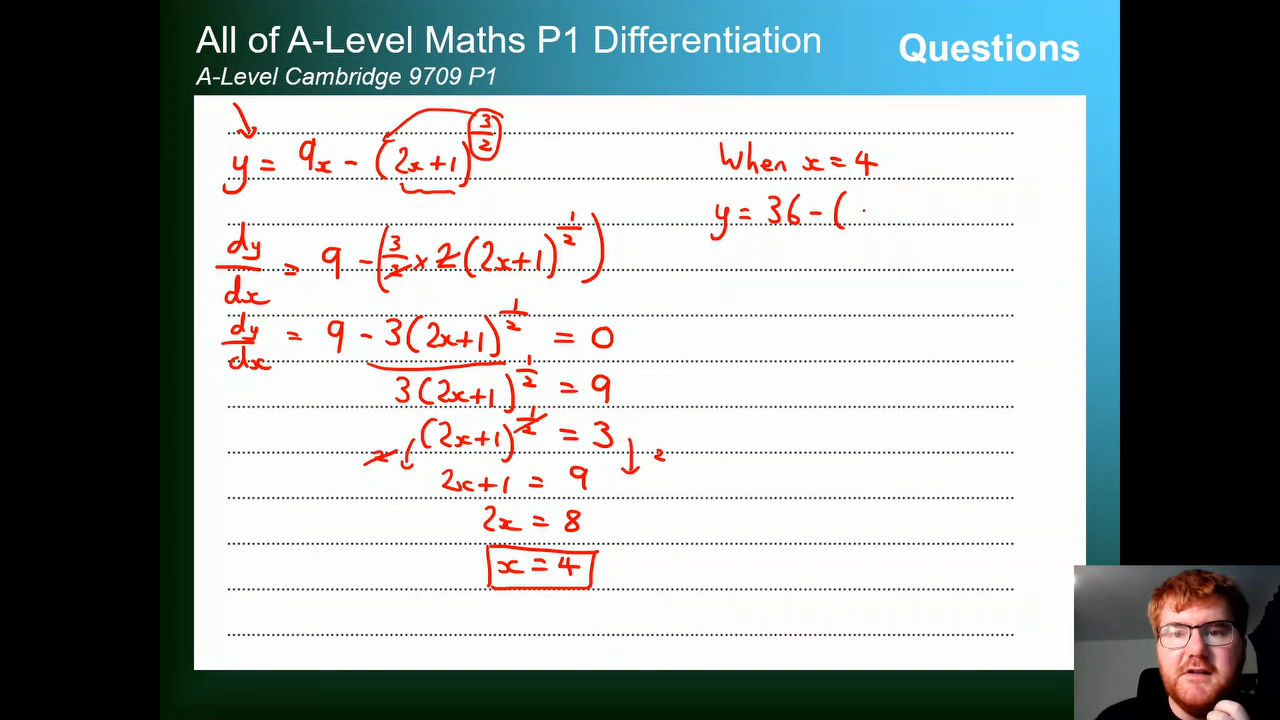 All of A-Level Maths P1 Differentiation
Questions
A-Level Cambridge 9709 P1
y = 9x - (2x+1)^(3/2)
dy/dx = 9 - (3/2 × 2(2x+1)^(1/2))
dy/dx = 9 - 3(2x+1)^(1/2) = 0
3(2x+1)^(1/2) = 9
(2x+1)^(1/2) = 3
2 2
2x+1 = 9
2x = 8
x = 4
When x = 4
y = 36 - (